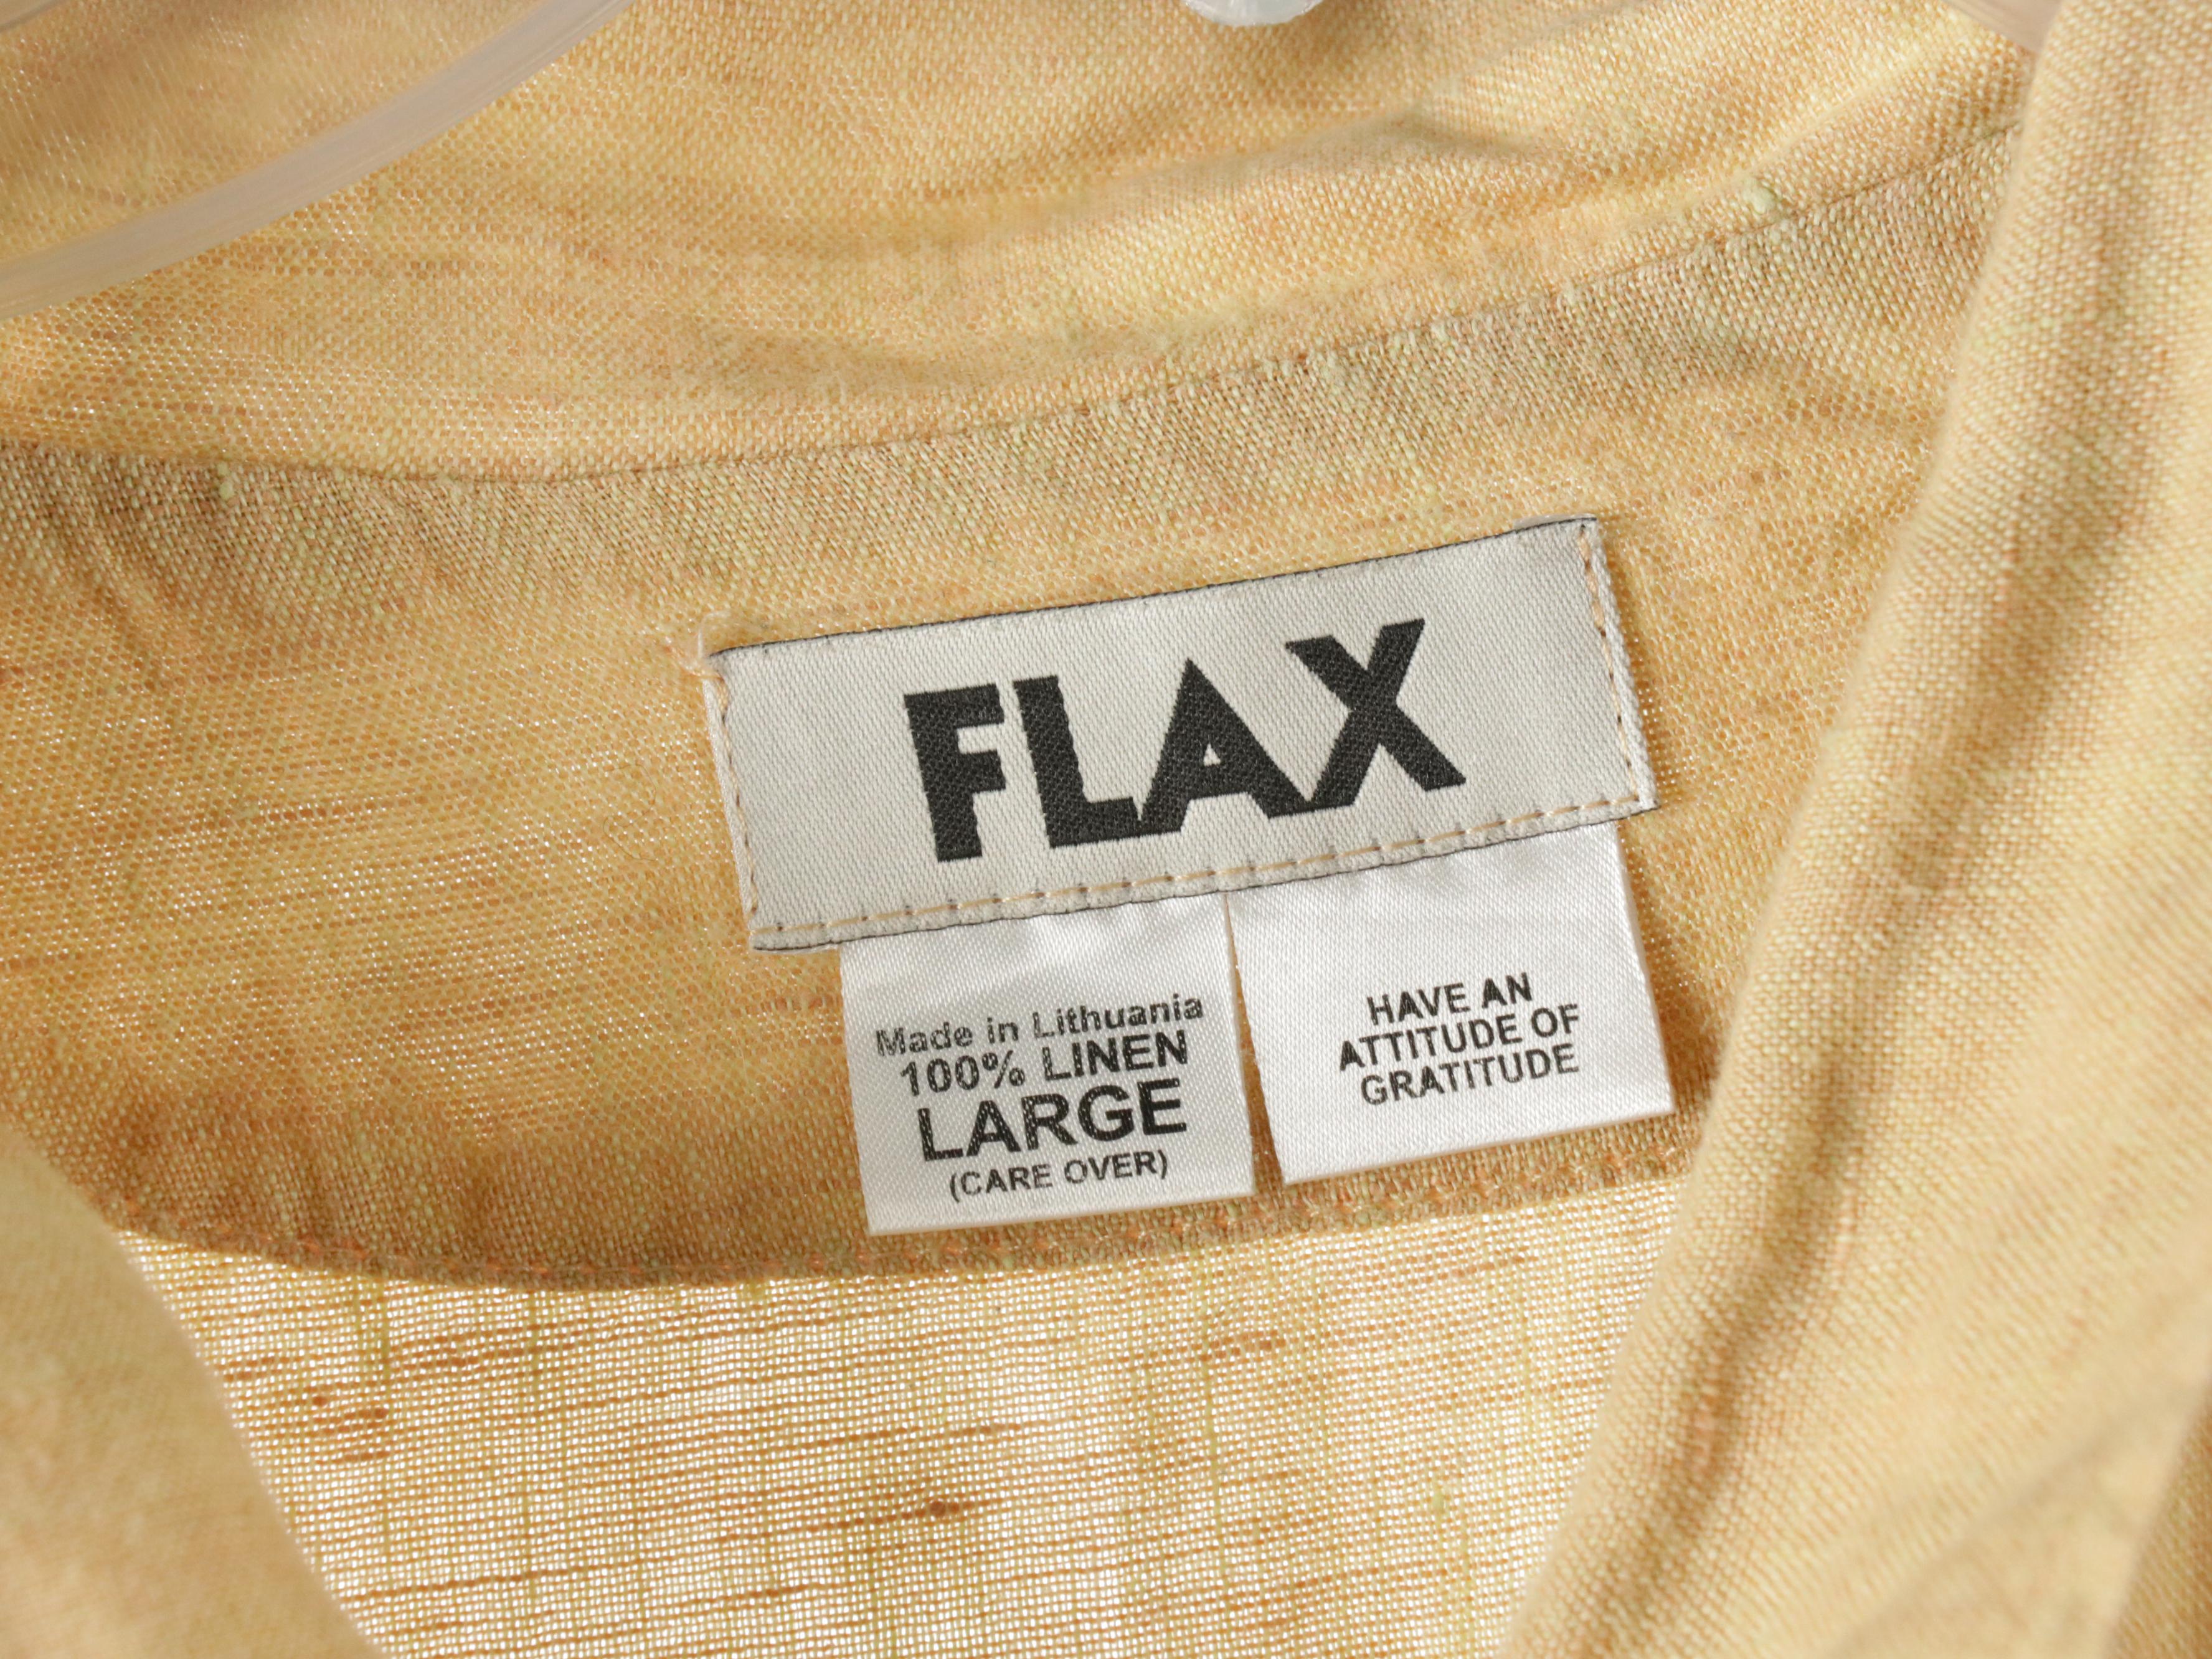 FLAX
Made in Lithuania
100% LINEN
LARGE
(CARE OVER)
HAVE AN
ATTITUDE OF
GRATITUDE